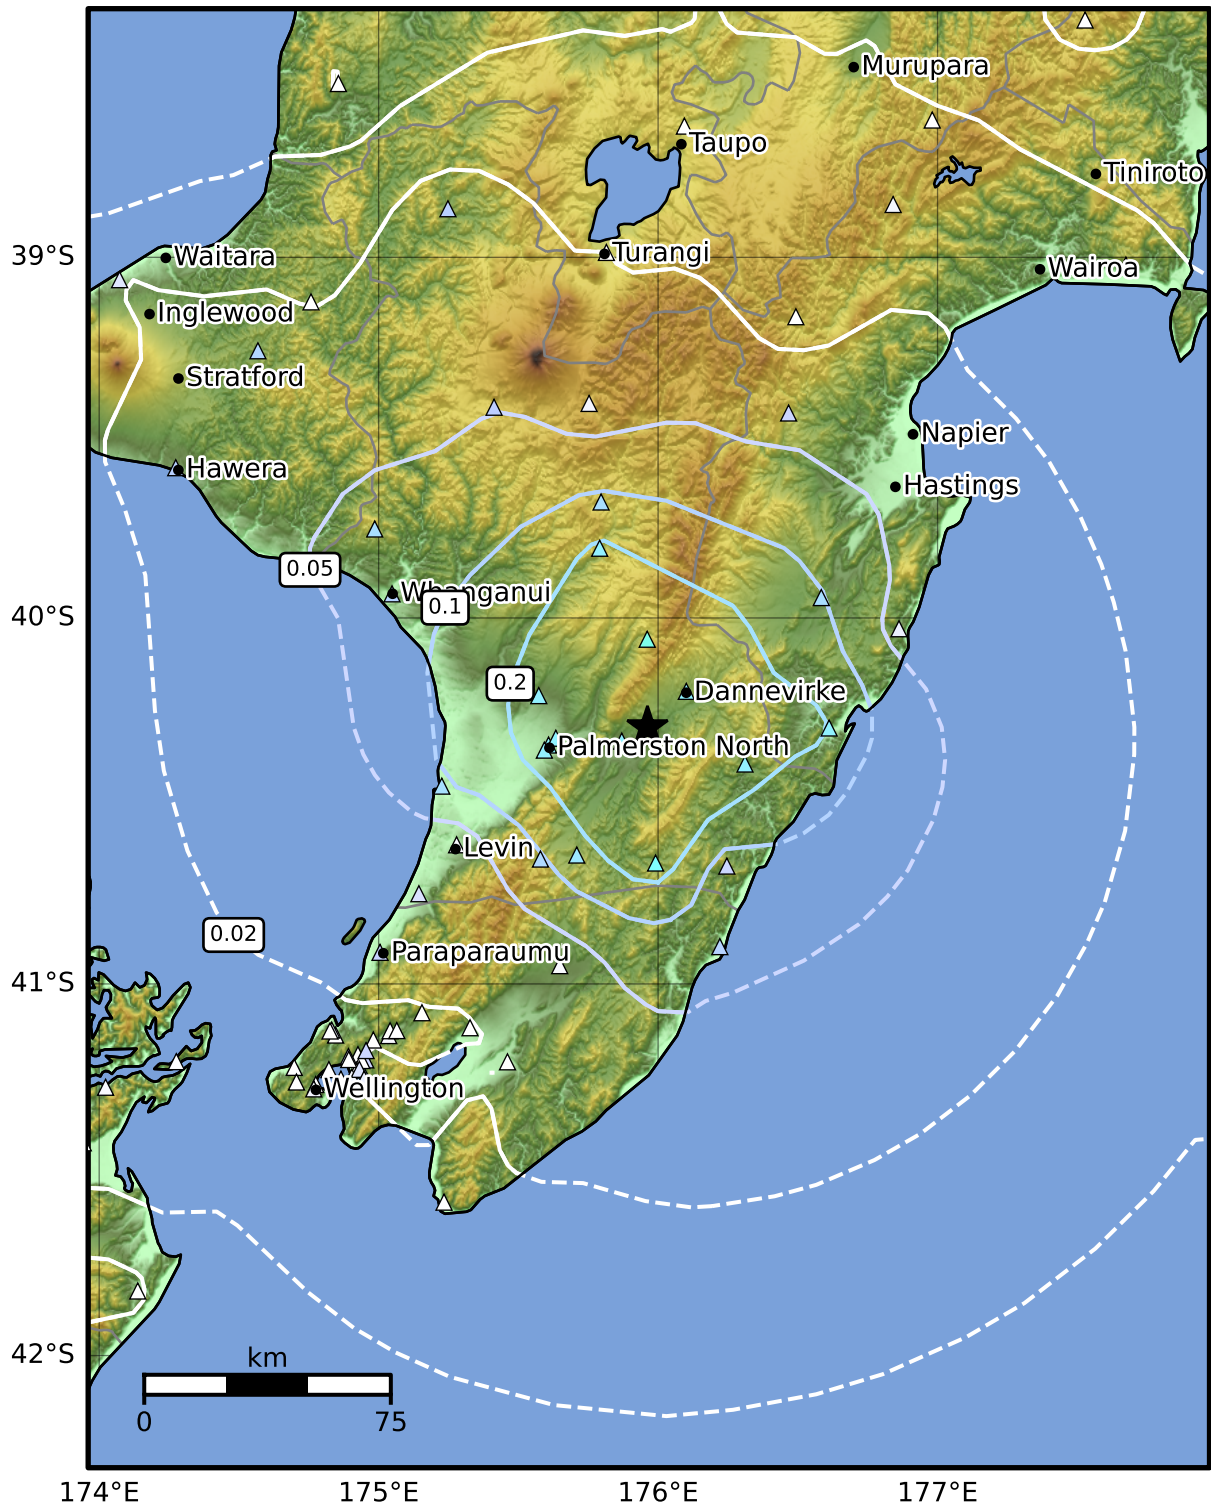 Murupara
Taupo
Tiniroto
39°S
Waitara
Turangi
Wairoa
Inglewood
Stratford
Napier
Hawera
Hastings
0.05
40°S
Whanganui
0.1
0.2
Dannevirke
Palmerston North
Levin
0.02
Paraparaumu
41°S
Wellington
42°S
km
0 75
174°E 175°E 176°E 177°E